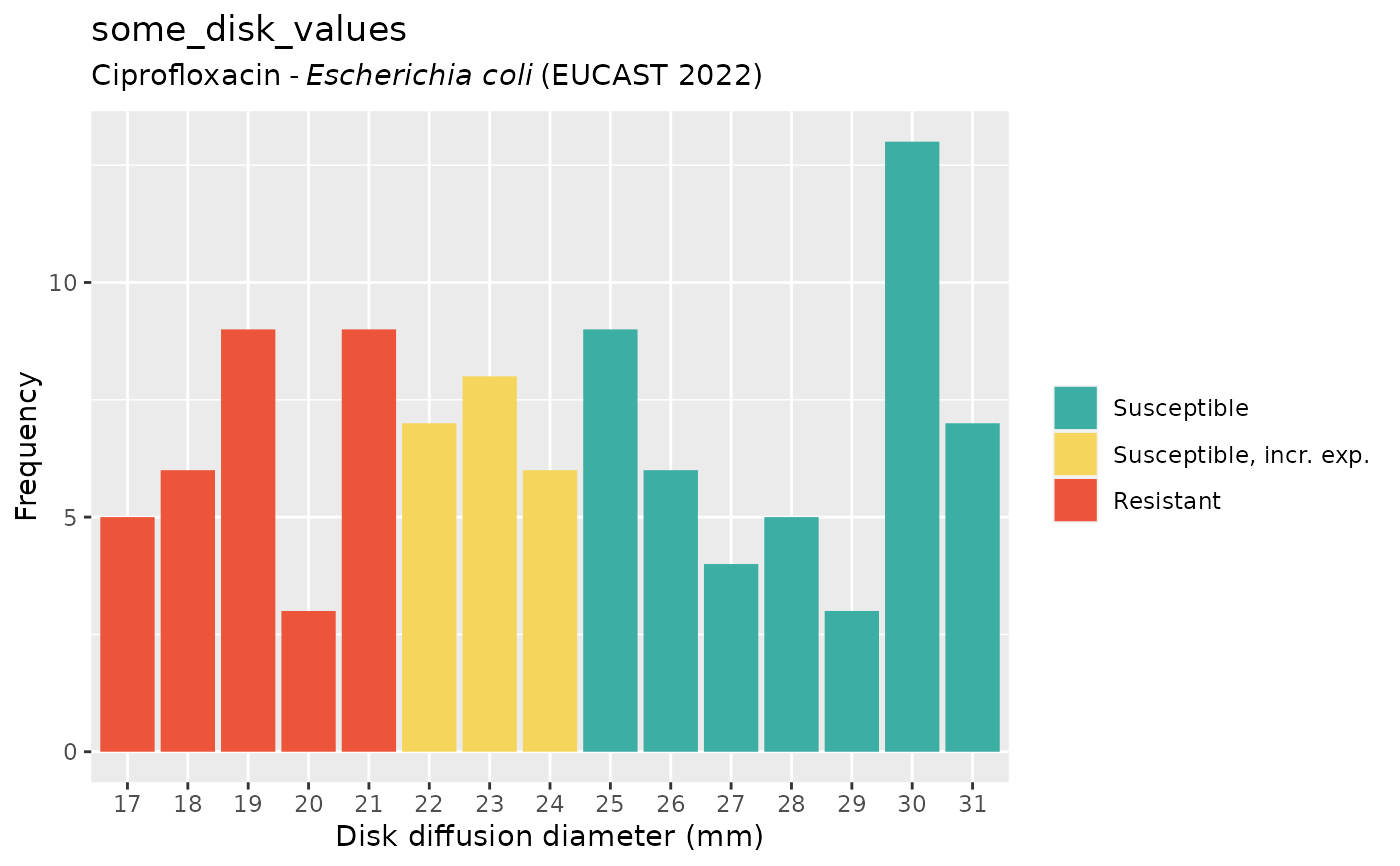 some_disk_values
Ciprofloxacin - Escherichia coli (EUCAST 2022)
Frequency
10
5
0
17 18 19 20 21 22 23 24 25 26 27 28 29 30 31
Disk diffusion diameter (mm)
Susceptible
Susceptible, incr. exp.
Resistant